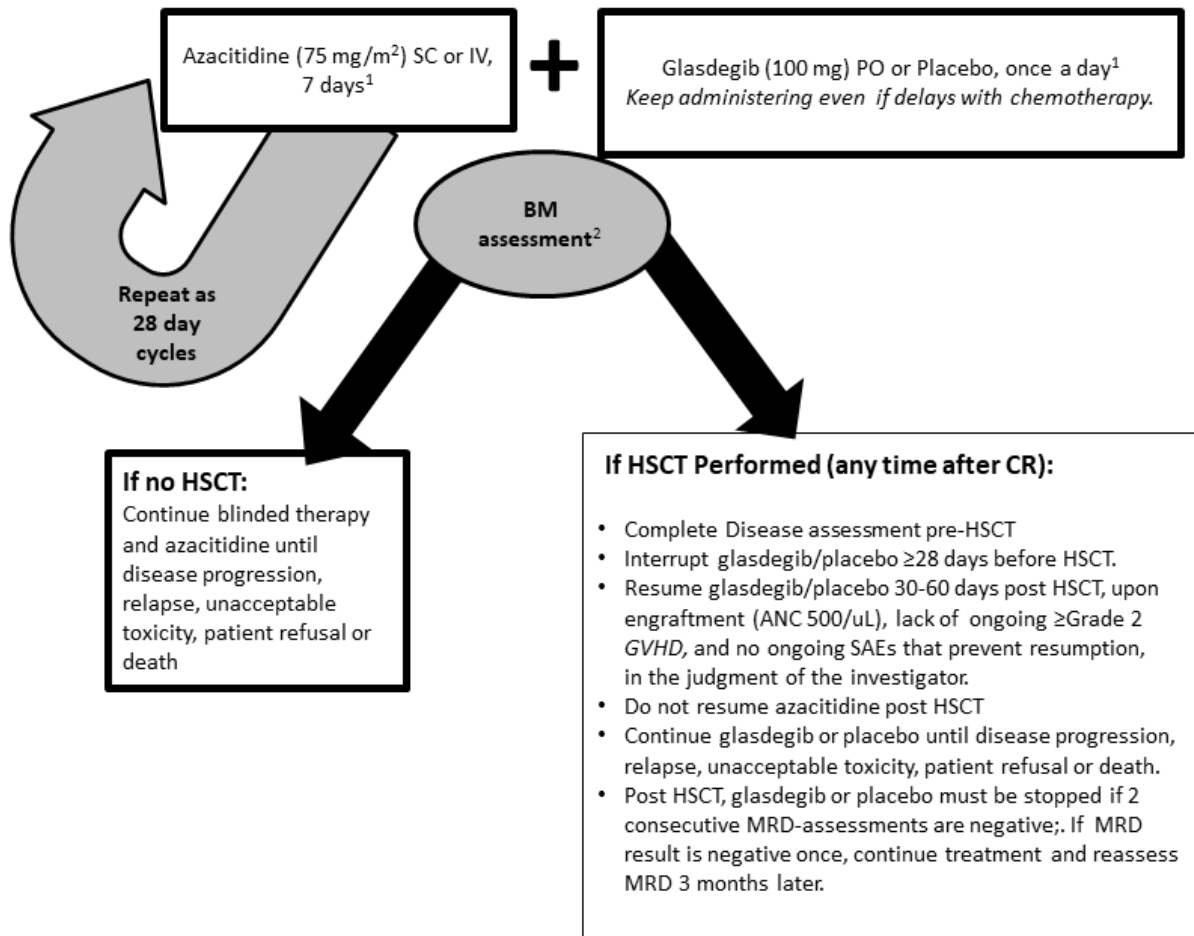 Azacitidine (75 mg/m²) SC or IV,
7 days¹
+
Glasdegib (100 mg) PO or Placebo, once a day¹
Keep administering even if delays with chemotherapy.
BM
assessment²
Repeat as
28 day
cycles
If no HSCT:
Continue blinded therapy
and azacitidine until
disease progression,
relapse, unacceptable
toxicity, patient refusal or
death
If HSCT Performed (any time after CR):
• Complete Disease assessment pre-HSCT
• Interrupt glasdegib/placebo ≥28 days before HSCT.
• Resume glasdegib/placebo 30-60 days post HSCT, upon
engraftment (ANC 500/uL), lack of ongoing ≥Grade 2
GVHD, and no ongoing SAEs that prevent resumption,
in the judgment of the investigator.
• Do not resume azacitidine post HSCT
• Continue glasdegib or placebo until disease progression,
relapse, unacceptable toxicity, patient refusal or death.
• Post HSCT, glasdegib or placebo must be stopped if 2
consecutive MRD-assessments are negative;. If MRD
result is negative once, continue treatment and reassess
MRD 3 months later.